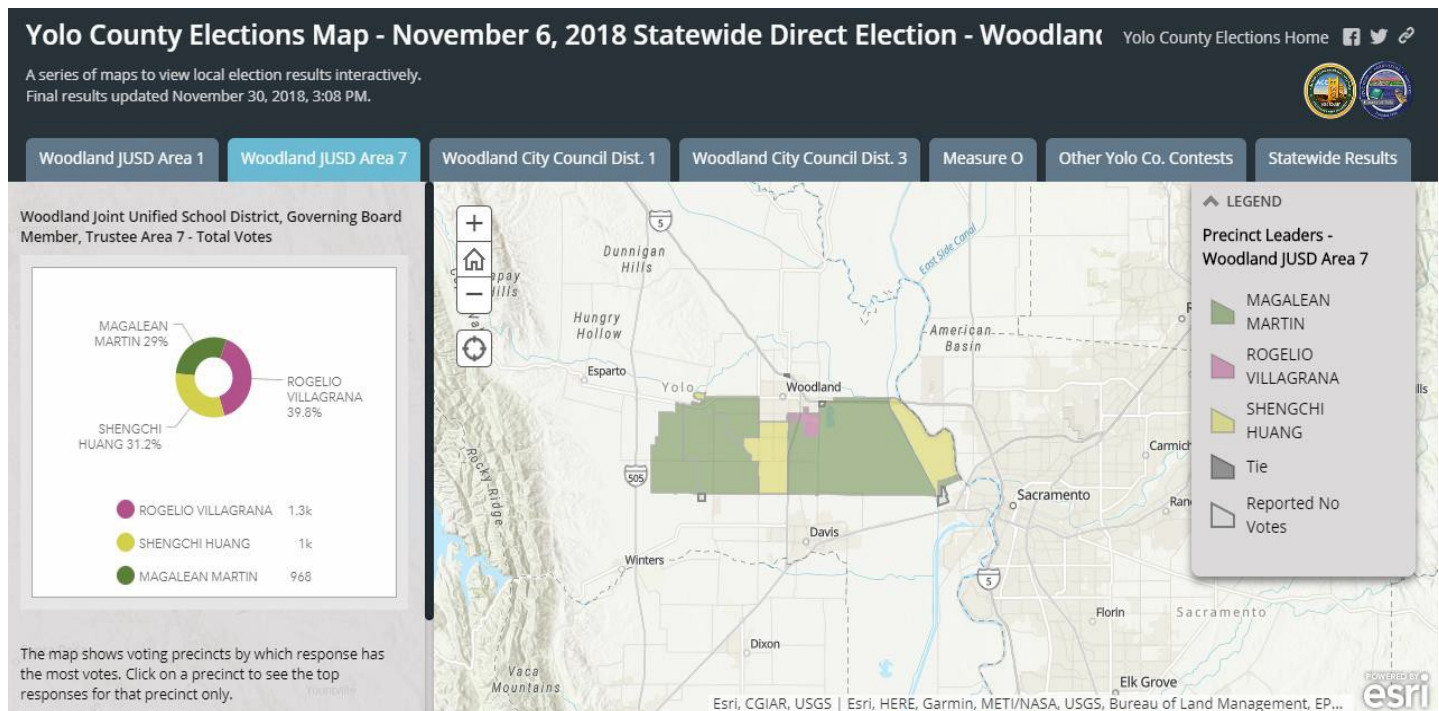 Yolo County Elections Map - November 6, 2018 Statewide Direct Election - Woodland
Yolo County Elections Home
A series of maps to view local election results interactively.
Final results updated November 30, 2018, 3:08 PM.
Woodland JUSD Area 1
Woodland JUSD Area 7
Woodland City Council Dist. 1
Woodland City Council Dist. 3
Measure O
Other Yolo Co. Contests
Statewide Results
Woodland Joint Unified School District, Governing Board
Member, Trustee Area 7 - Total Votes
MAGALEAN
MARTIN 29%
ROGELIO
VILLAGRANA
39.8%
SHENGCHI
HUANG 31.2%
ROGELIO VILLAGRANA 1.3k
SHENGCHI HUANG 1k
MAGALEAN MARTIN 968
The map shows voting precincts by which response has
the most votes. Click on a precinct to see the top
responses for that precinct only.
5
Dunnigan
Hills
East Side Canal
Hungry
Hollow
American
Basin
Esparto
Yolo
Woodland
Rocky Ridge
505
Sacramento
Carmich
Davis
Winters
5
Florin
Sacramento
Dixon
Vaca
Mountains
Elk Grove
LEGEND
Precinct Leaders -
Woodland JUSD Area 7
MAGALEAN
MARTIN
ROGELIO
VILLAGRANA
SHENGCHI
HUANG
Tie
Reported No
Votes
Esri, CGIAR, USGS | Esri, HERE, Garmin, METI/NASA, USGS, Bureau of Land Management, EP...
POWERED BY
esri